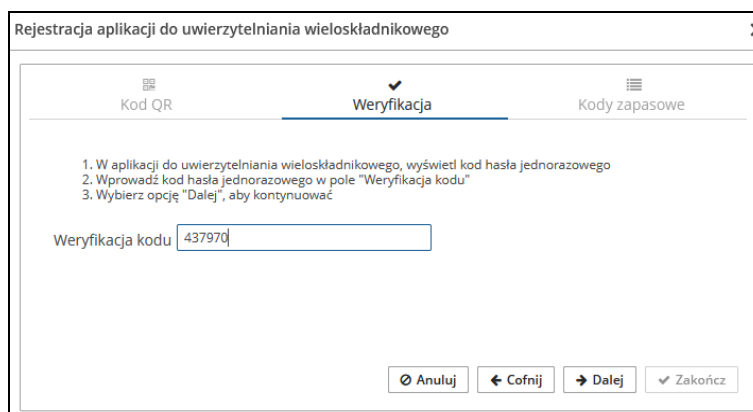 Rejestracja aplikacji do uwierzytelniania wieloskładnikowego
Kod QR
Weryfikacja
Kody zapasowe
1. W aplikacji do uwierzytelniania wieloskładnikowego, wyświetl kod hasła jednorazowego
2. Wprowadź kod hasła jednorazowego w pole "Weryfikacja kodu"
3. Wybierz opcję "Dalej", aby kontynuować
Weryfikacja kodu 437970
Anuluj Cofnij Dalej Zakończ